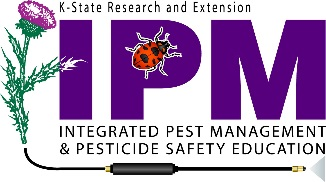 K-State Research and Extension
IPM
INTEGRATED PEST MANAGEMENT
& PESTICIDE SAFETY EDUCATION